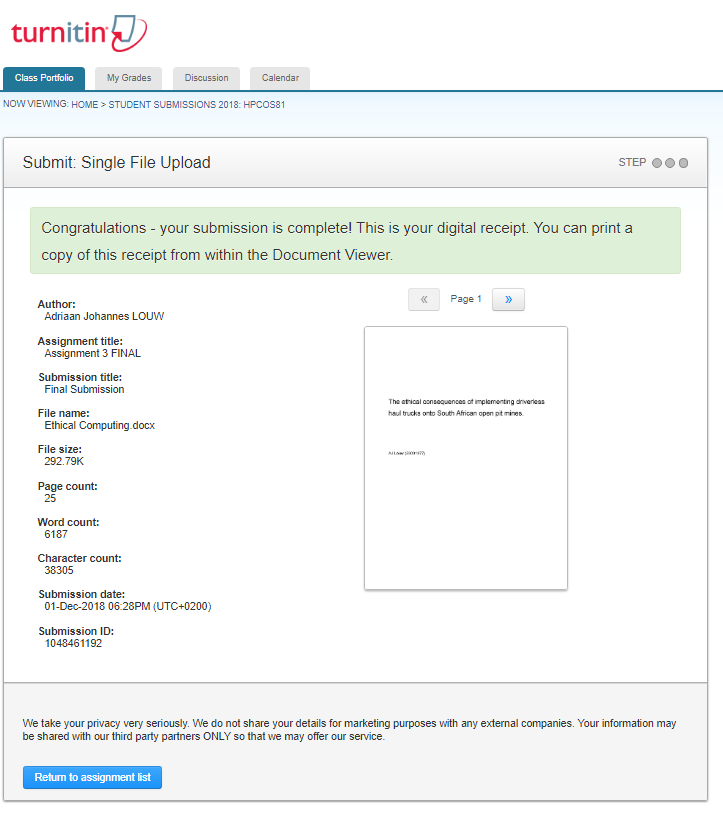 turnitin
Class Portfolio
My Grades
Discussion
Calendar
NOW VIEWING: HOME > STUDENT SUBMISSIONS 2018: HPCOS81
Submit: Single File Upload
STEP
Congratulations - your submission is complete! This is your digital receipt. You can print a
copy of this receipt from within the Document Viewer.
Author:
Adriaan Johannes LOUW
Assignment title:
Assignment 3 FINAL
Submission title:
Final Submission
File name:
Ethical Computing.docx
File size:
292.79K
Page count:
25
Word count:
6187
Character count:
38305
Submission date:
01-Dec-2018 06:28PM (UTC+0200)
Submission ID:
1048461192
« Page 1 »
The ethical consequences of implementing driverless
haul trucks onto South African open pit mines.
We take your privacy very seriously. We do not share your details for marketing purposes with any external companies. Your information may
be shared with our third party partners ONLY so that we may offer our service.
Return to assignment list